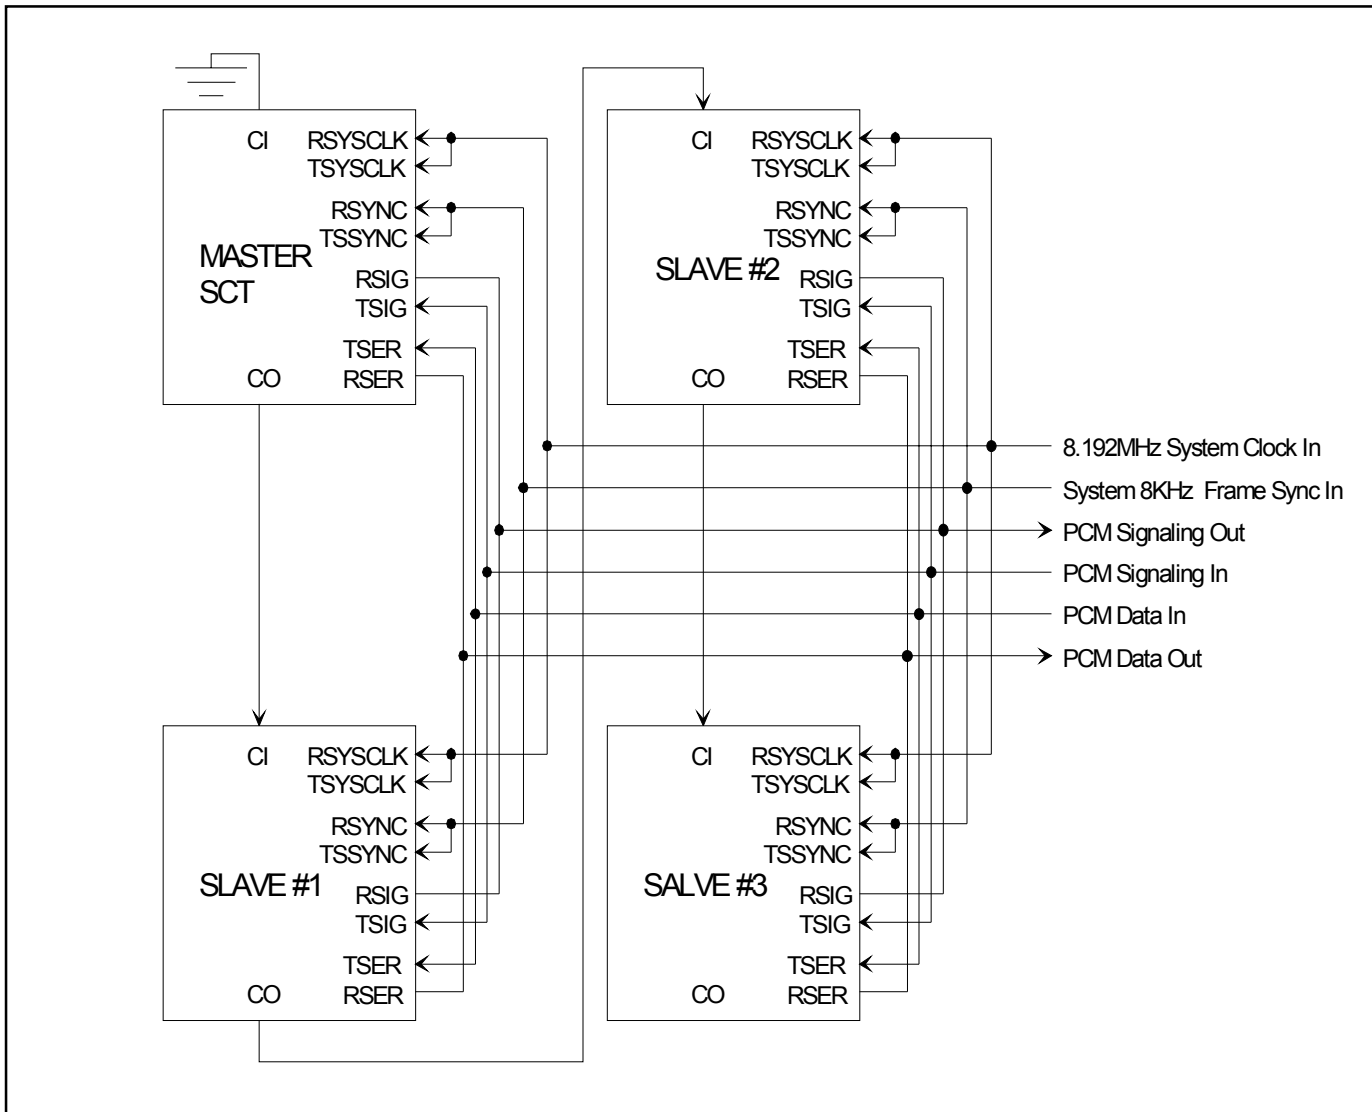 CI RSYSCLK
TSYSCLK
RSYNC
TSSYNC
MASTER
SCT
RSIG
TSIG
TSER
CO RSER
CI RSYSCLK
TSYSCLK
RSYNC
TSSYNC
SLAVE #2
RSIG
TSIG
TSER
CO RSER
8.192MHz System Clock In
System 8KHz Frame Sync In
PCM Signaling Out
PCM Signaling In
PCM Data In
PCM Data Out
CI RSYSCLK
TSYSCLK
RSYNC
TSSYNC
SLAVE #1
RSIG
TSIG
TSER
CO RSER
CI RSYSCLK
TSYSCLK
RSYNC
TSSYNC
SALVE #3
RSIG
TSIG
TSER
CO RSER